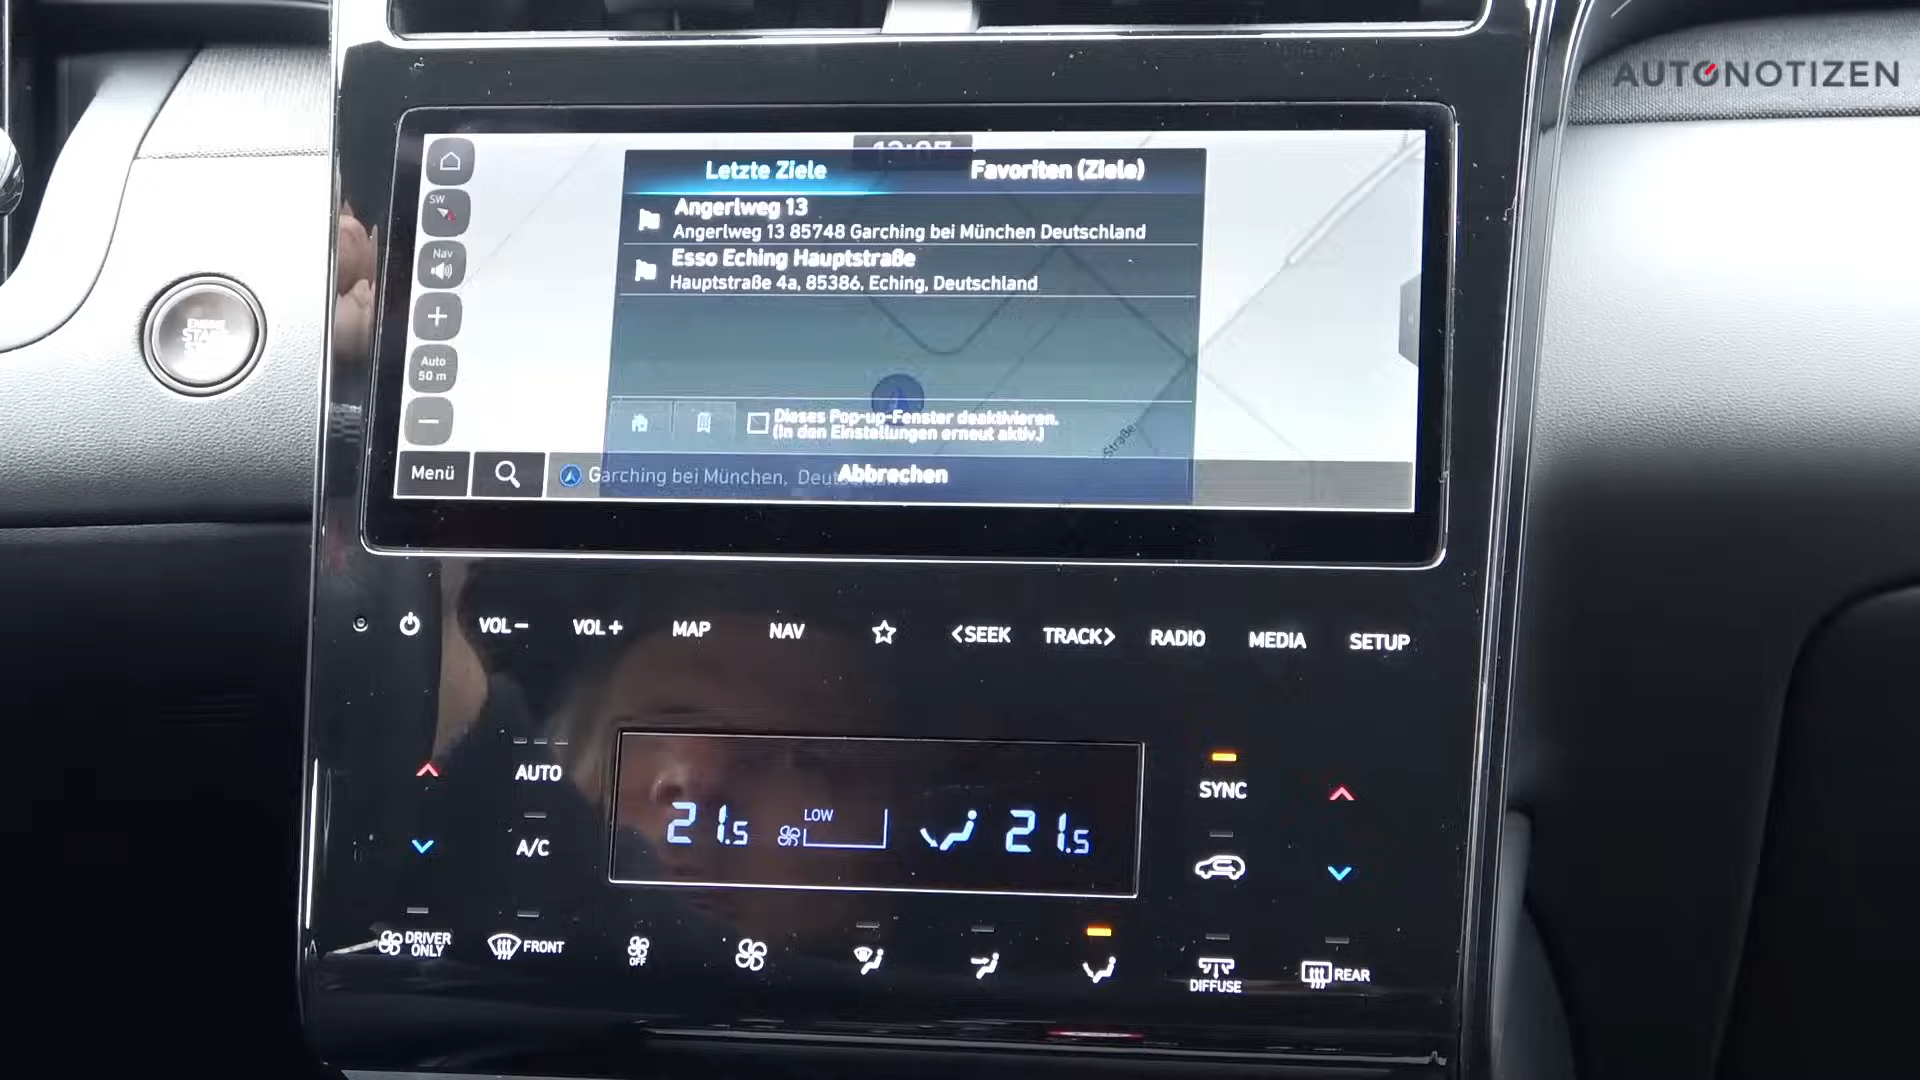 AUTONOTIZEN
Letzte Ziele
Favoriten (Ziele)
SW
Angerlweg 13
Angerlweg 13 85748 Garching bei München Deutschland
Nav
Esso Eching Hauptstraße
Hauptstraße 4a, 85386, Eching, Deutschland
ENGINE
START
Auto
50 m
Dieses Pop-up-Fenster deaktivieren.
(In den Einstellungen erneut aktiv.)
Straße
Menü
Garching bei München,
Abbrechen
VOL−
VOL+
MAP
NAV
<SEEK
TRACK>
RADIO
MEDIA
SETUP
AUTO
SYNC
21.5
LOW
21.5
A/C
DRIVER
ONLY
FRONT
OFF
DIFFUSE
REAR